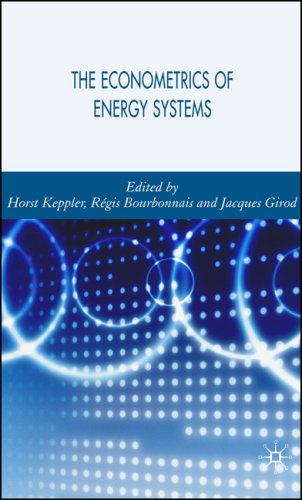 THE ECONOMETRICS OF
ENERGY SYSTEMS
Edited by
Horst Keppler, Régis Bourbonnais and Jacques Girod